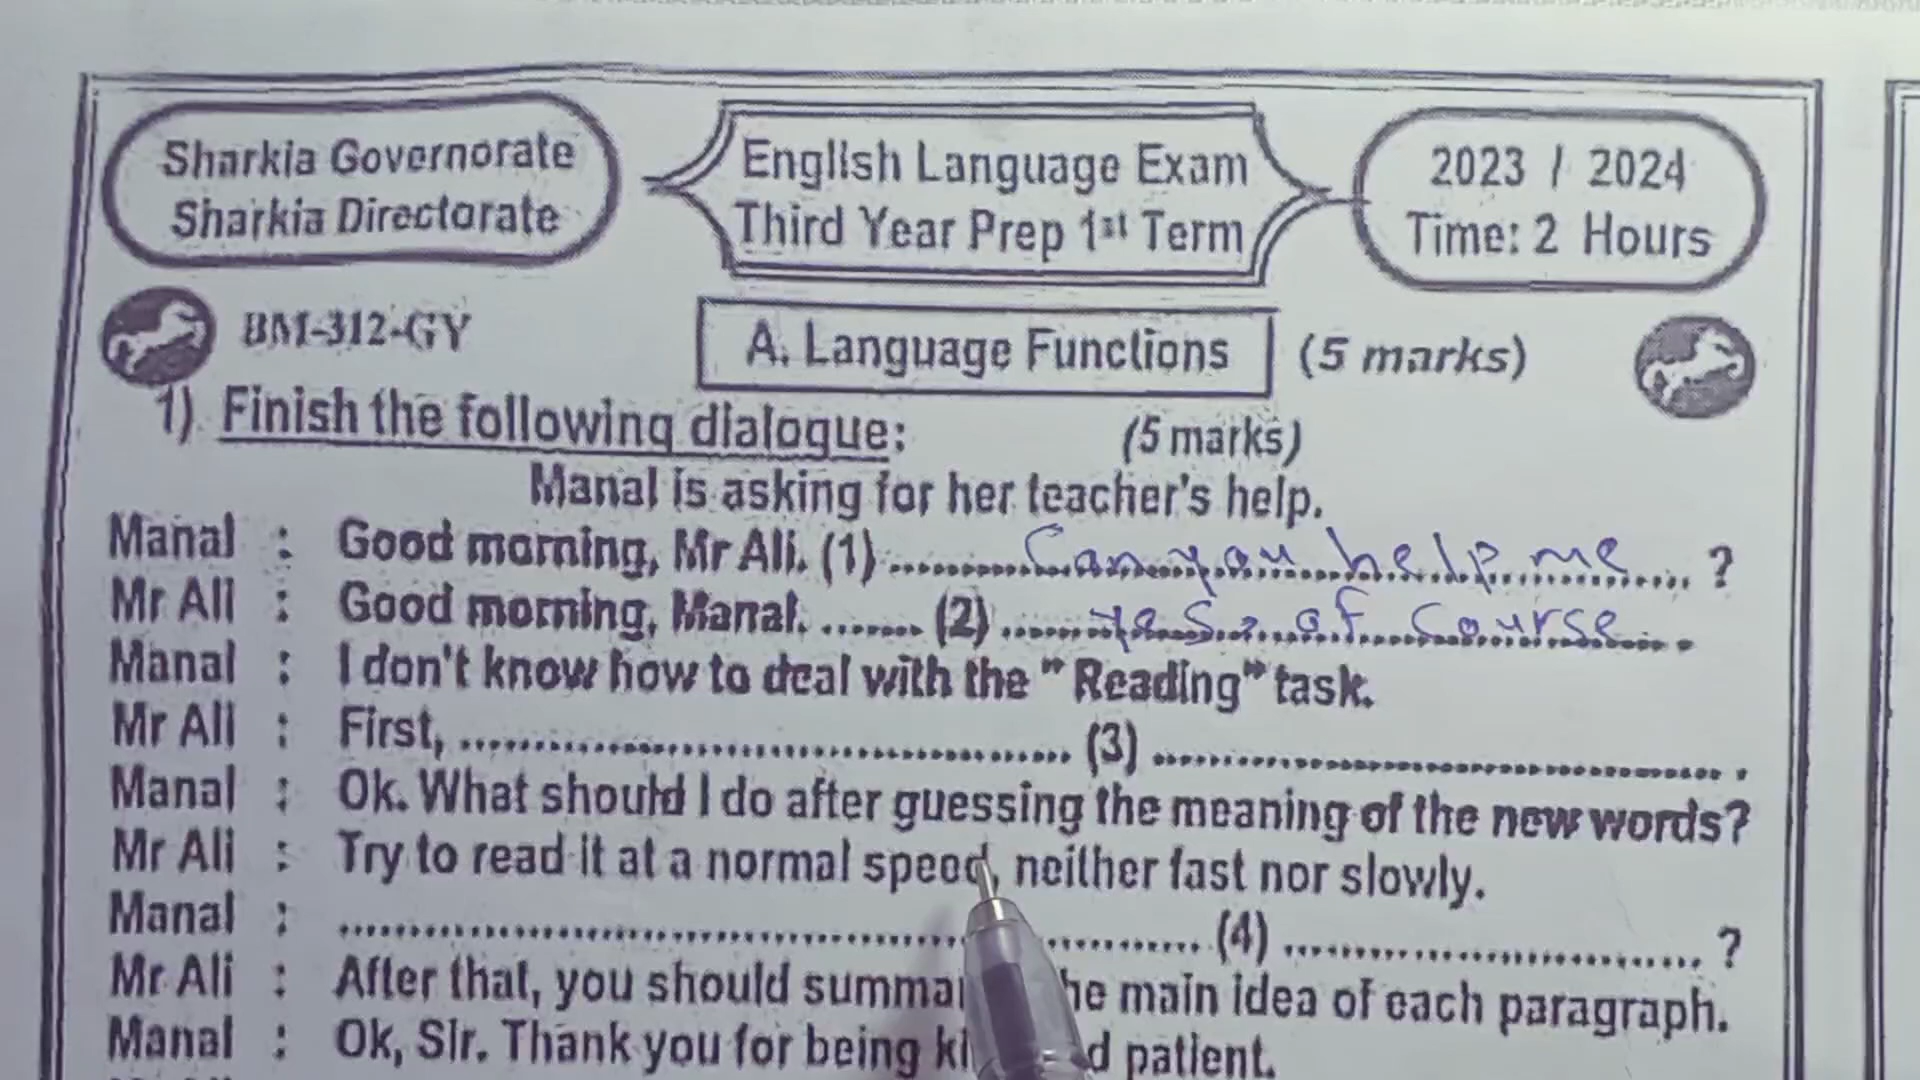 Sharkia Governorate
Sharkia Directorate
English Language Exam
Third Year Prep 1st Term
2023 / 2024
Time: 2 Hours
BM-312-GY
A. Language Functions
(5 marks)
1) Finish the following dialogue: (5 marks)
Manal is asking for her teacher's help.
Manal : Good morning, Mr Ali. (1) .......... Can you help me .......... ?
Mr Ali : Good morning, Manal. ....... (2) .......... yes, of course .......... .
Manal : I don't know how to deal with the "Reading" task.
Mr Ali : First, .......... (3) .......... .
Manal : Ok. What should I do after guessing the meaning of the new words?
Mr Ali : Try to read it at a normal speed, neither fast nor slowly.
Manal : .......... (4) .......... ?
Mr Ali : After that, you should main idea of each paragraph.
Manal : Ok, Sir. Thank you for being patient.